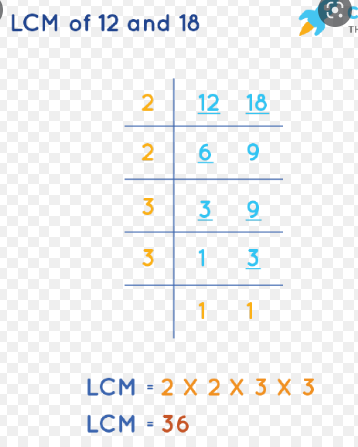 LCM of 12 and 18
2 12 18
2 6 9
3 3 9
3 1 3
1 1
LCM = 2 X 2 X 3 X 3
LCM = 36